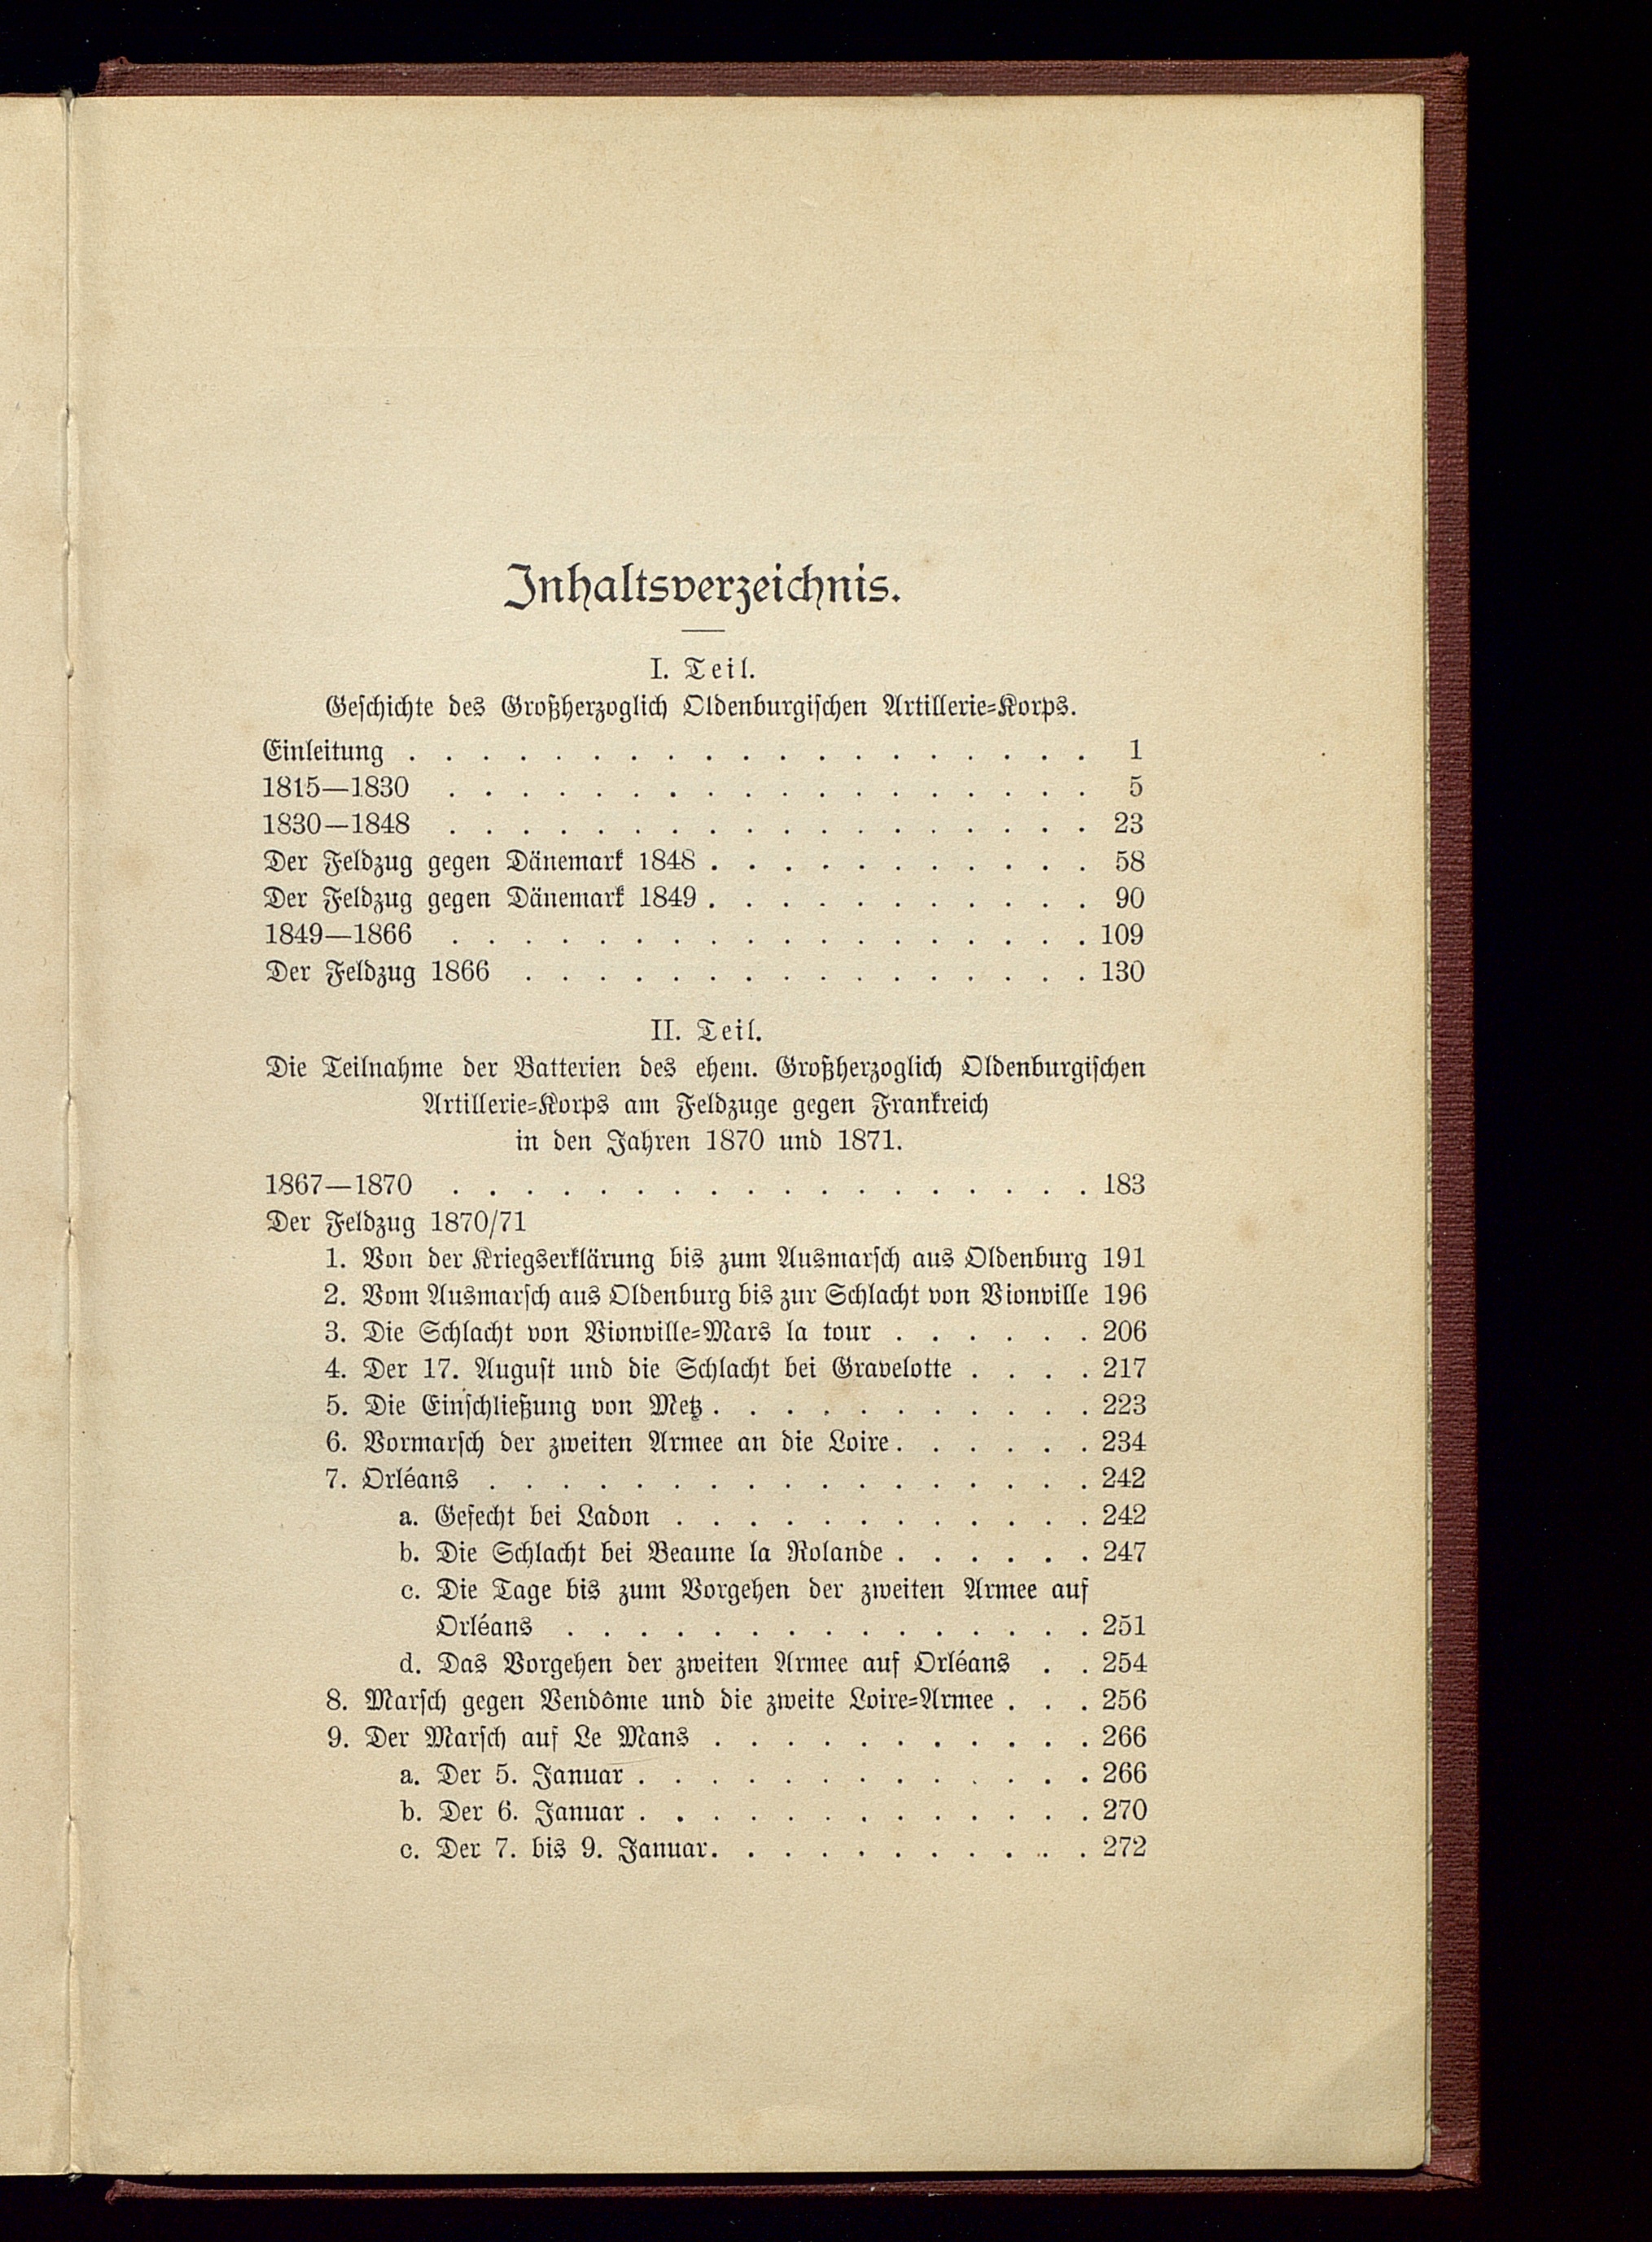 Inhaltsverzeichnis.
I. Teil.
Geschichte des Großherzoglich Oldenburgischen Artillerie-Korps.
Einleitung . . . . . . . . . . . . . . . . . . . 1
1815—1830 . . . . . . . . . . . . . . . . . . 5
1830—1848 . . . . . . . . . . . . . . . . . . 23
Der Feldzug gegen Dänemark 1848 . . . . . . . . . . . 58
Der Feldzug gegen Dänemark 1849 . . . . . . . . . . . 90
1849—1866 . . . . . . . . . . . . . . . . . . 109
Der Feldzug 1866 . . . . . . . . . . . . . . . . 130
II. Teil.
Die Teilnahme der Batterien des ehem. Großherzoglich Oldenburgischen
Artillerie-Korps am Feldzuge gegen Frankreich
in den Jahren 1870 und 1871.
1867—1870 . . . . . . . . . . . . . . . . . . 183
Der Feldzug 1870/71
1. Von der Kriegserklärung bis zum Ausmarsch aus Oldenburg 191
2. Vom Ausmarsch aus Oldenburg bis zur Schlacht von Vionville 196
3. Die Schlacht von Vionville-Mars la tour . . . . . . 206
4. Der 17. August und die Schlacht bei Gravelotte . . . . 217
5. Die Einschließung von Metz . . . . . . . . . . . 223
6. Vormarsch der zweiten Armee an die Loire . . . . . . 234
7. Orléans . . . . . . . . . . . . . . . . . 242
a. Gefecht bei Ladon . . . . . . . . . . . . 242
b. Die Schlacht bei Beaune la Rolande . . . . . . 247
c. Die Tage bis zum Vorgehen der zweiten Armee auf
Orléans . . . . . . . . . . . . . . . 251
d. Das Vorgehen der zweiten Armee auf Orléans . . 254
8. Marsch gegen Vendôme und die zweite Loire-Armee . . . 256
9. Der Marsch auf Le Mans . . . . . . . . . . . 266
a. Der 5. Januar . . . . . . . . . . . . . 266
b. Der 6. Januar . . . . . . . . . . . . . 270
c. Der 7. bis 9. Januar . . . . . . . . . . . 272